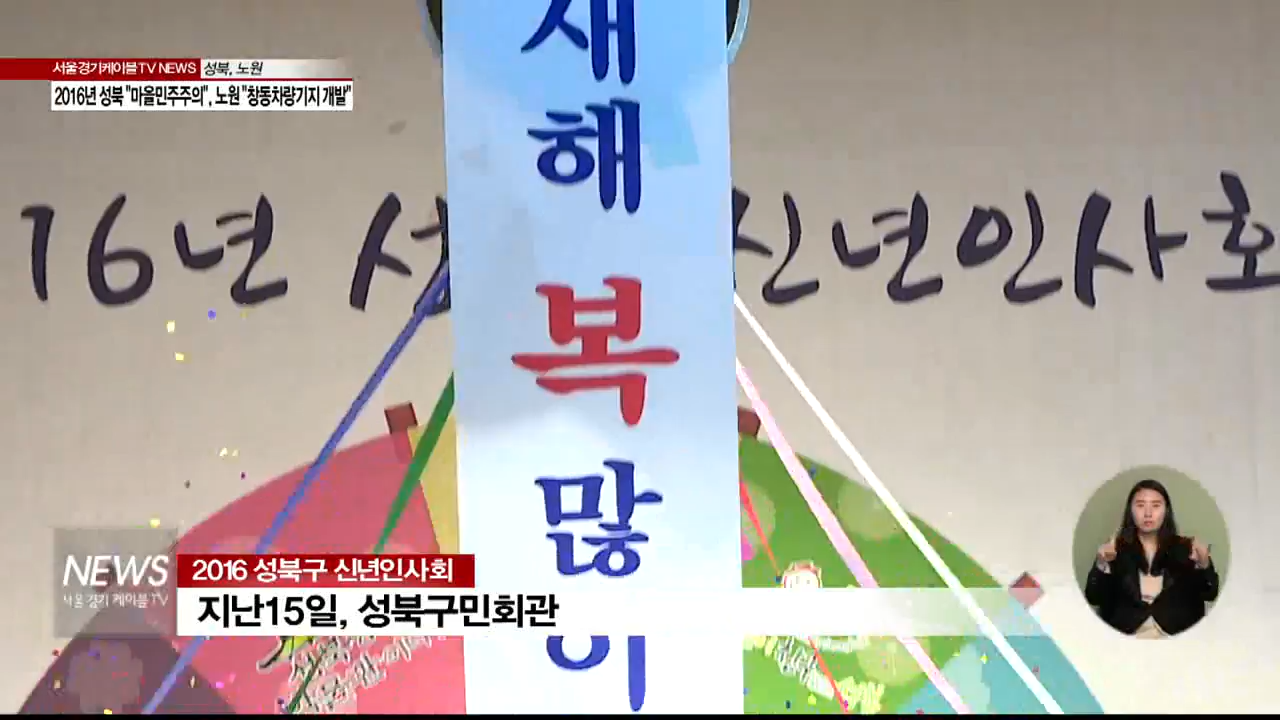 서울경기케이블TV NEWS 성북, 노원
2016년 성북 "마을민주주의", 노원 "창동차량기지 개발"
새해 복 많이
16년 성 신년인사회
NEWS
서울 경기 케이블TV
2016 성북구 신년인사회
지난15일, 성북구민회관